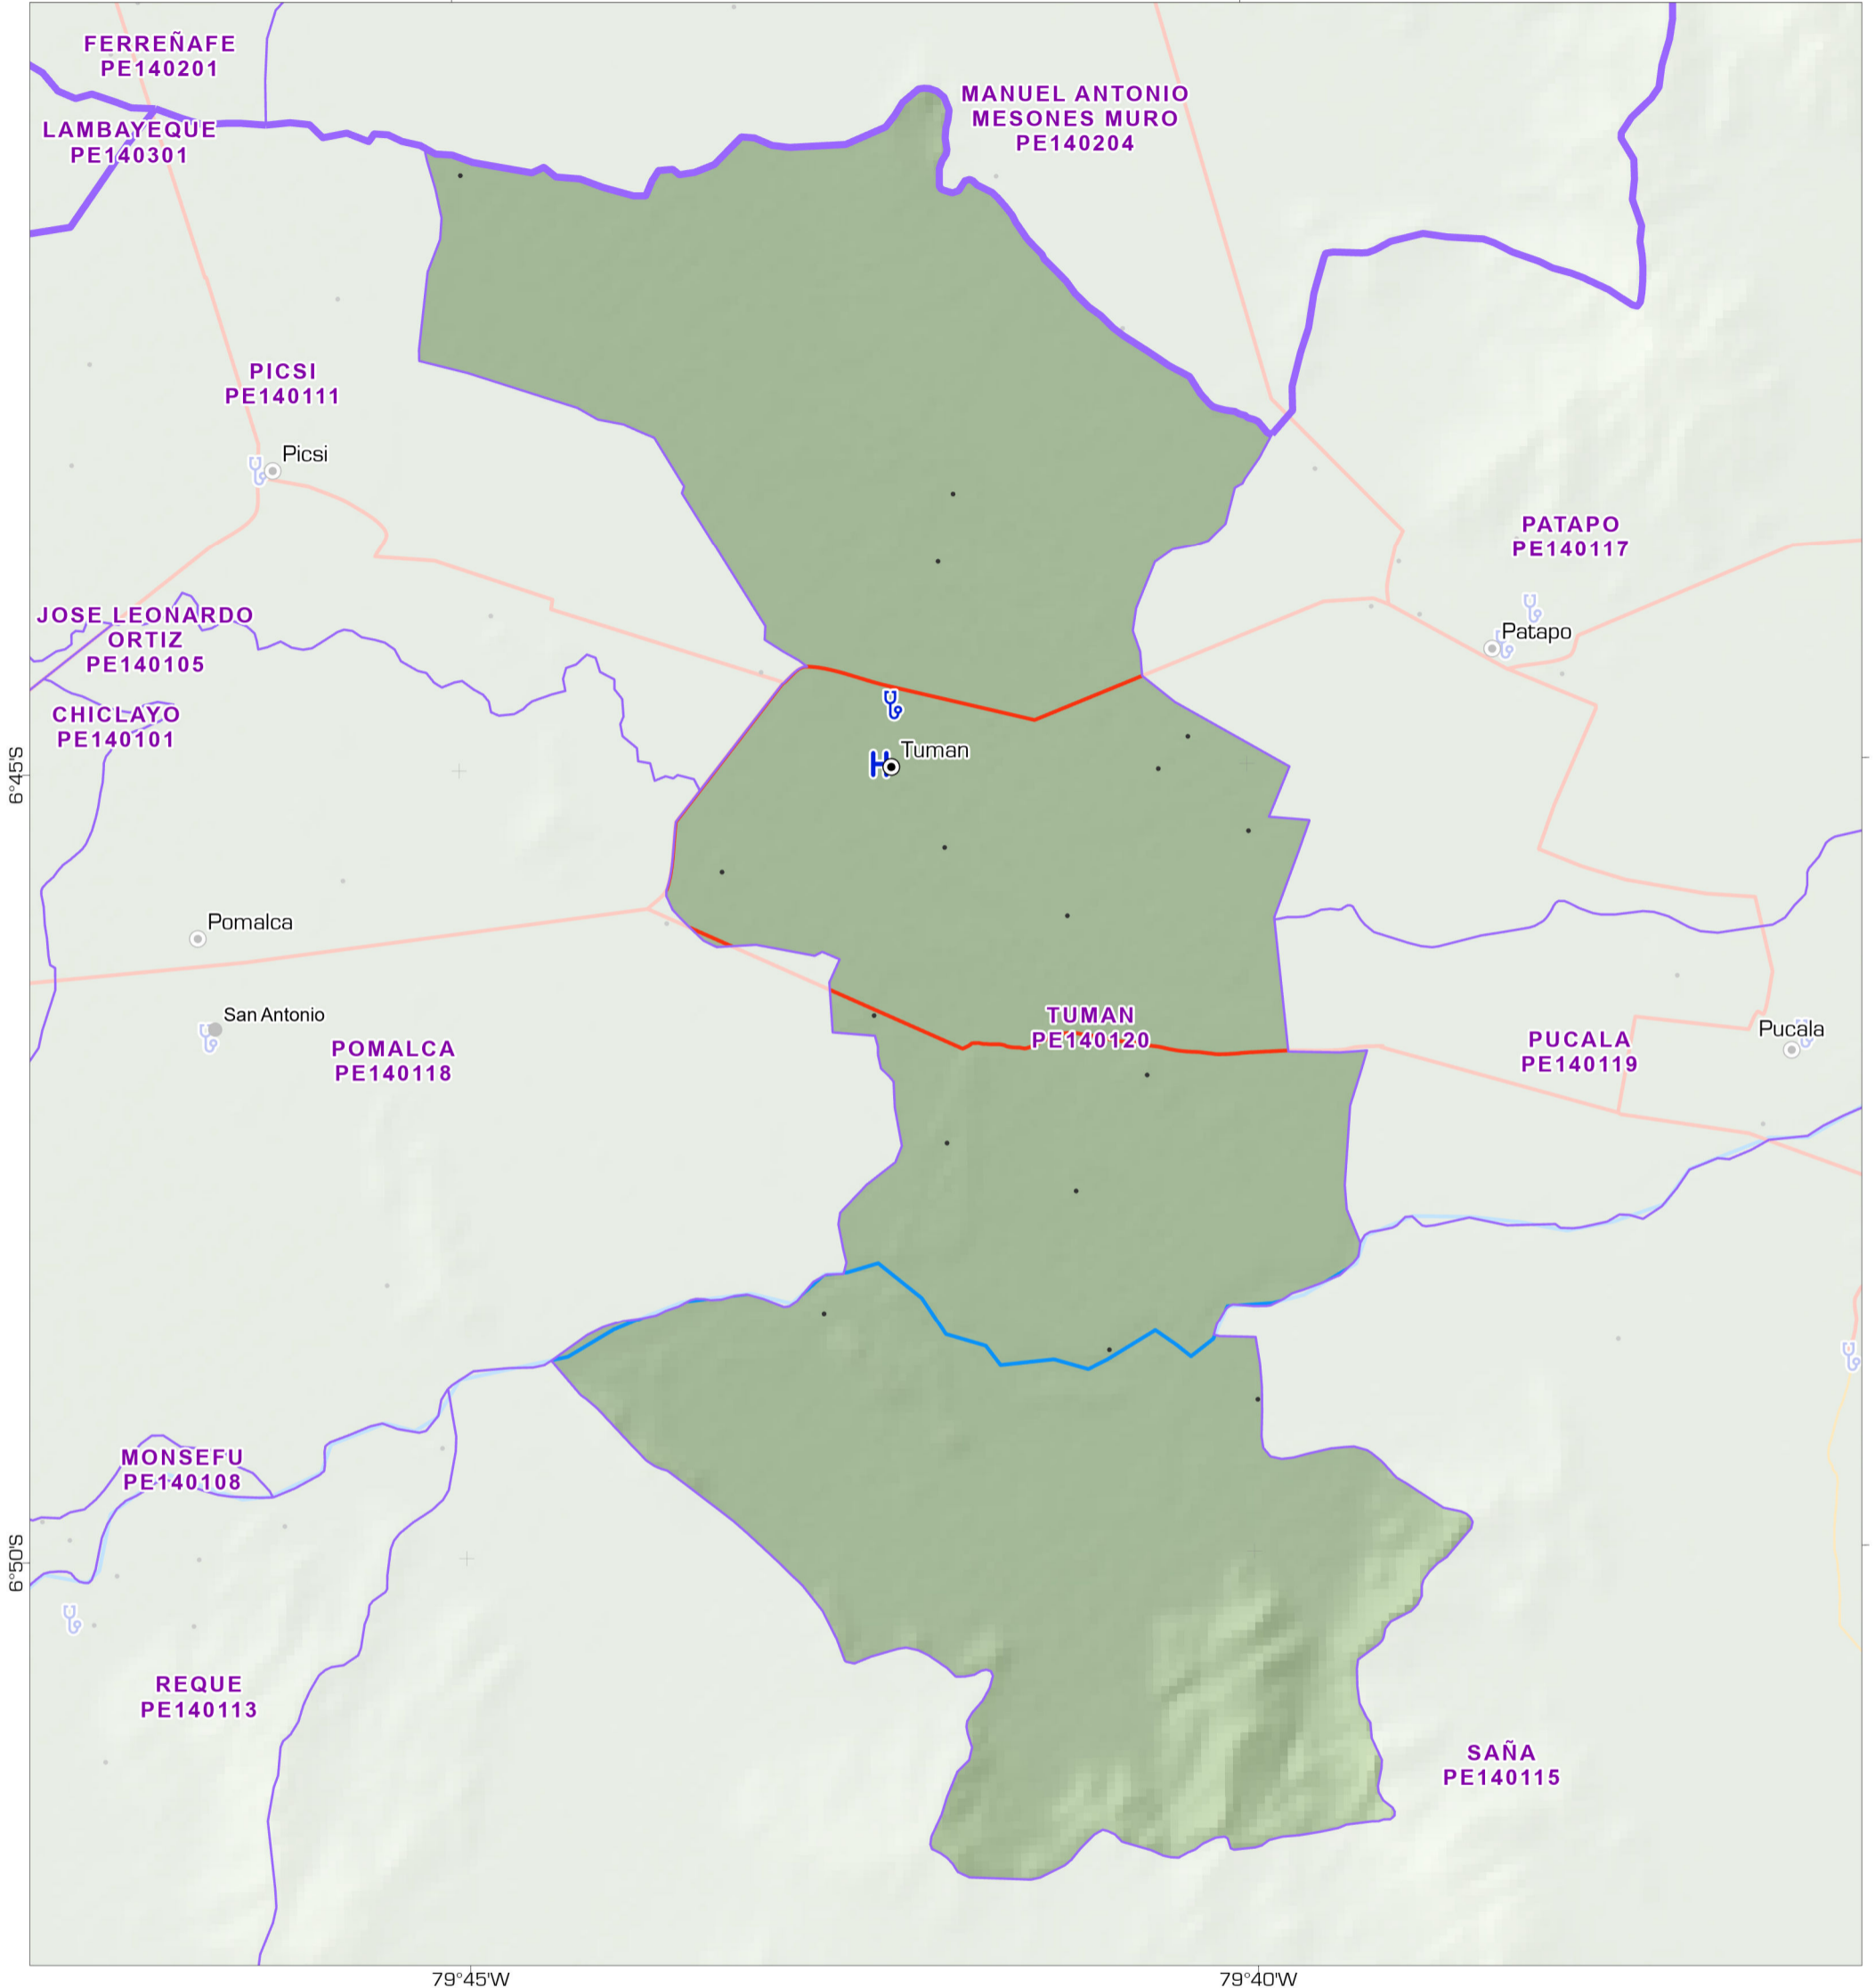 FERREÑAFE
PE140201
MANUEL ANTONIO
MESONES MURO
PE140204
LAMBAYEQUE
PE140301
PICSI
PE140111
Picsi
PATAPO
PE140117
JOSE LEONARDO
ORTIZ
PE140105
Patapo
CHICLAYO
PE140101
Tuman
H
6°45'S
Pomalca
San Antonio
TUMAN
PE140120
Pucala
PUCALA
PE140119
POMALCA
PE140118
MONSEFU
PE140108
6°50'S
REQUE
PE140113
SAÑA
PE140115
79°45'W
79°40'W